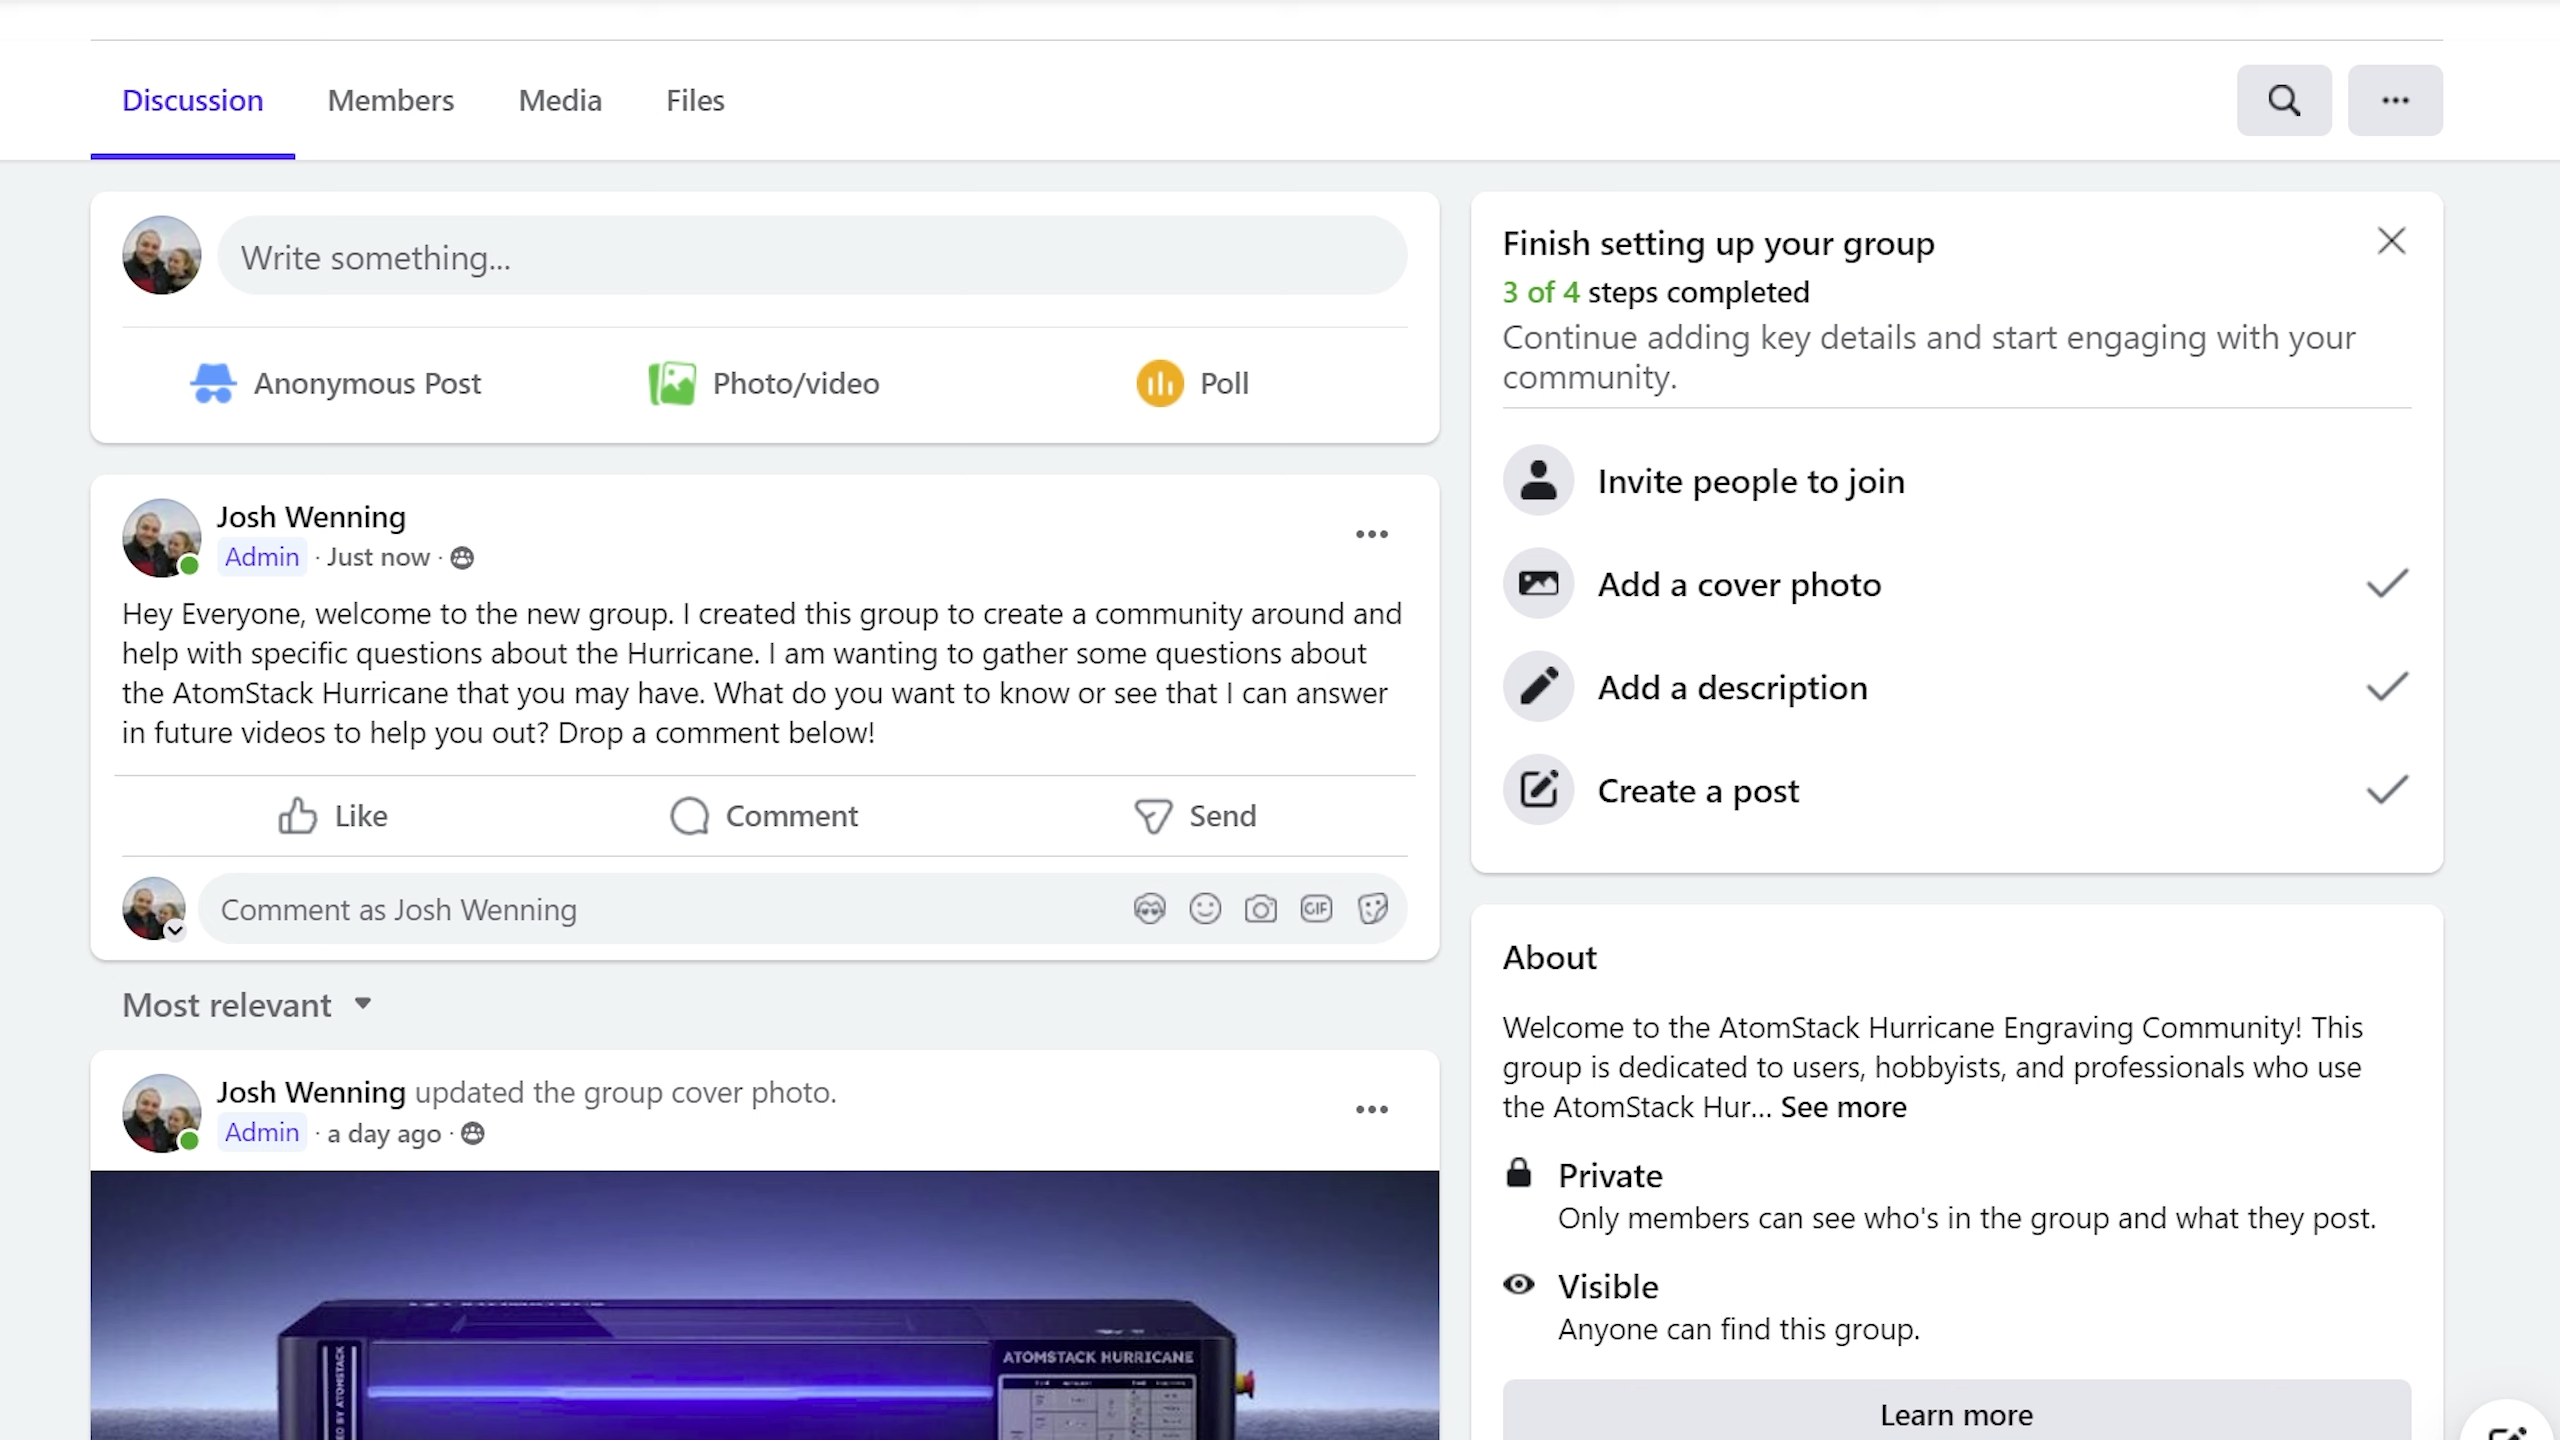 Discussion
Members
Media
Files
Write something...
Anonymous Post
Photo/video
Poll
Josh Wenning
Admin · Just now ·
Hey Everyone, welcome to the new group. I created this group to create a community around and
help with specific questions about the Hurricane. I am wanting to gather some questions about
the AtomStack Hurricane that you may have. What do you want to know or see that I can answer
in future videos to help you out? Drop a comment below!
Like
Comment
Send
Comment as Josh Wenning
GIF
Most relevant
Josh Wenning updated the group cover photo.
Admin · a day ago ·
ATOMSTACK HURRICANE
BY ATOMSTACK
Finish setting up your group
3 of 4 steps completed
Continue adding key details and start engaging with your
community.
Invite people to join
Add a cover photo
Add a description
Create a post
About
Welcome to the AtomStack Hurricane Engraving Community! This
group is dedicated to users, hobbyists, and professionals who use
the AtomStack Hur... See more
Private
Only members can see who's in the group and what they post.
Visible
Anyone can find this group.
Learn more